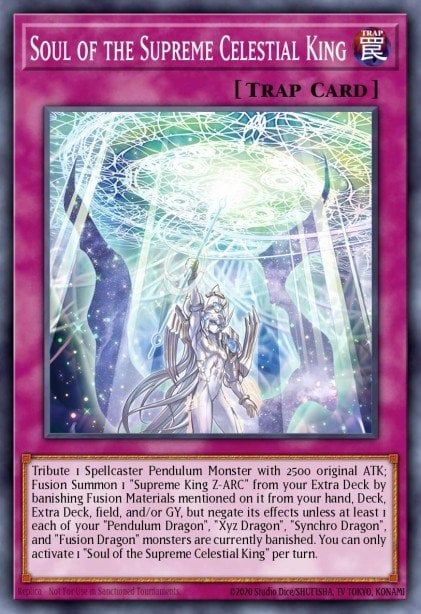 Soul of the Supreme Celestial King
TRAP
罠
[Trap Card]
Tribute 1 Spellcaster Pendulum Monster with 2500 original ATK;
Fusion Summon 1 "Supreme King Z-ARC" from your Extra Deck by
banishing Fusion Materials mentioned on it from your hand, Deck,
Extra Deck, field, and/or GY, but negate its effects unless at least 1
each of your "Pendulum Dragon", "Xyz Dragon", "Synchro Dragon",
and "Fusion Dragon" monsters are currently banished. You can only
activate 1 "Soul of the Supreme Celestial King" per turn.
Replica - Not For Use in Sanctioned Tournaments
©2020 Studio Dice/SHUEISHA, TV TOKYO, KONAMI